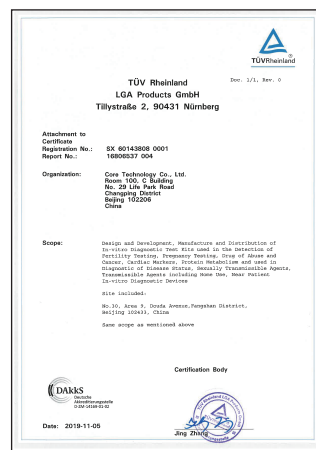 TÜVRheinland
Doc. 1/1, Rev. 0
TÜV Rheinland
LGA Products GmbH
Tillystraße 2, 90431 Nürnberg
Attachment to
Certificate
Registration No.: SX 60143808 0001
Report No.: 16806537 004
Organization: Core Technology Co., Ltd.
Room 100, C Building
No. 29 Life Park Road
Changping District
Beijing 102206
China
Scope: Design and Development, Manufacture and Distribution of
In-vitro Diagnostic Test Kits used in the Detection of
Fertility Testing, Pregnancy Testing, Drug of Abuse and
Cancer, Cardiac Markers, Protein Metabolism and used in
Diagnostic of Disease Status, Sexually Transmissible Agents,
Transmissible Agents including Home Use, Near Patient
In-vitro Diagnostic Devices
Site included:
No.30, Area 9, Douda Avenue,Fangshan District,
Beijing 102433, China
Same scope as mentioned above
Certification Body
DAkkS
Deutsche
Akkreditierungsstelle
D-ZM-14169-01-02
Date: 2019-11-05
Jing Zhang